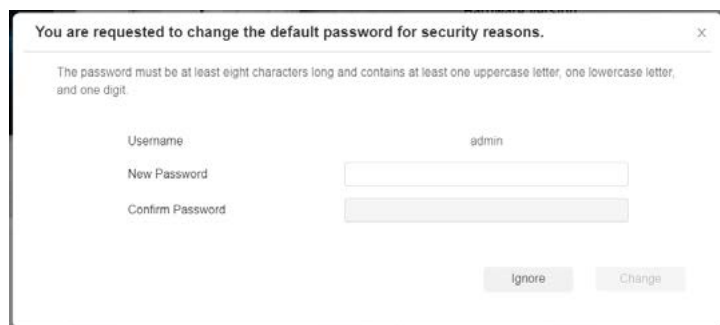 You are requested to change the default password for security reasons.
The password must be at least eight characters long and contains at least one uppercase letter, one lowercase letter,
and one digit.
Username admin
New Password
Confirm Password
Ignore Change